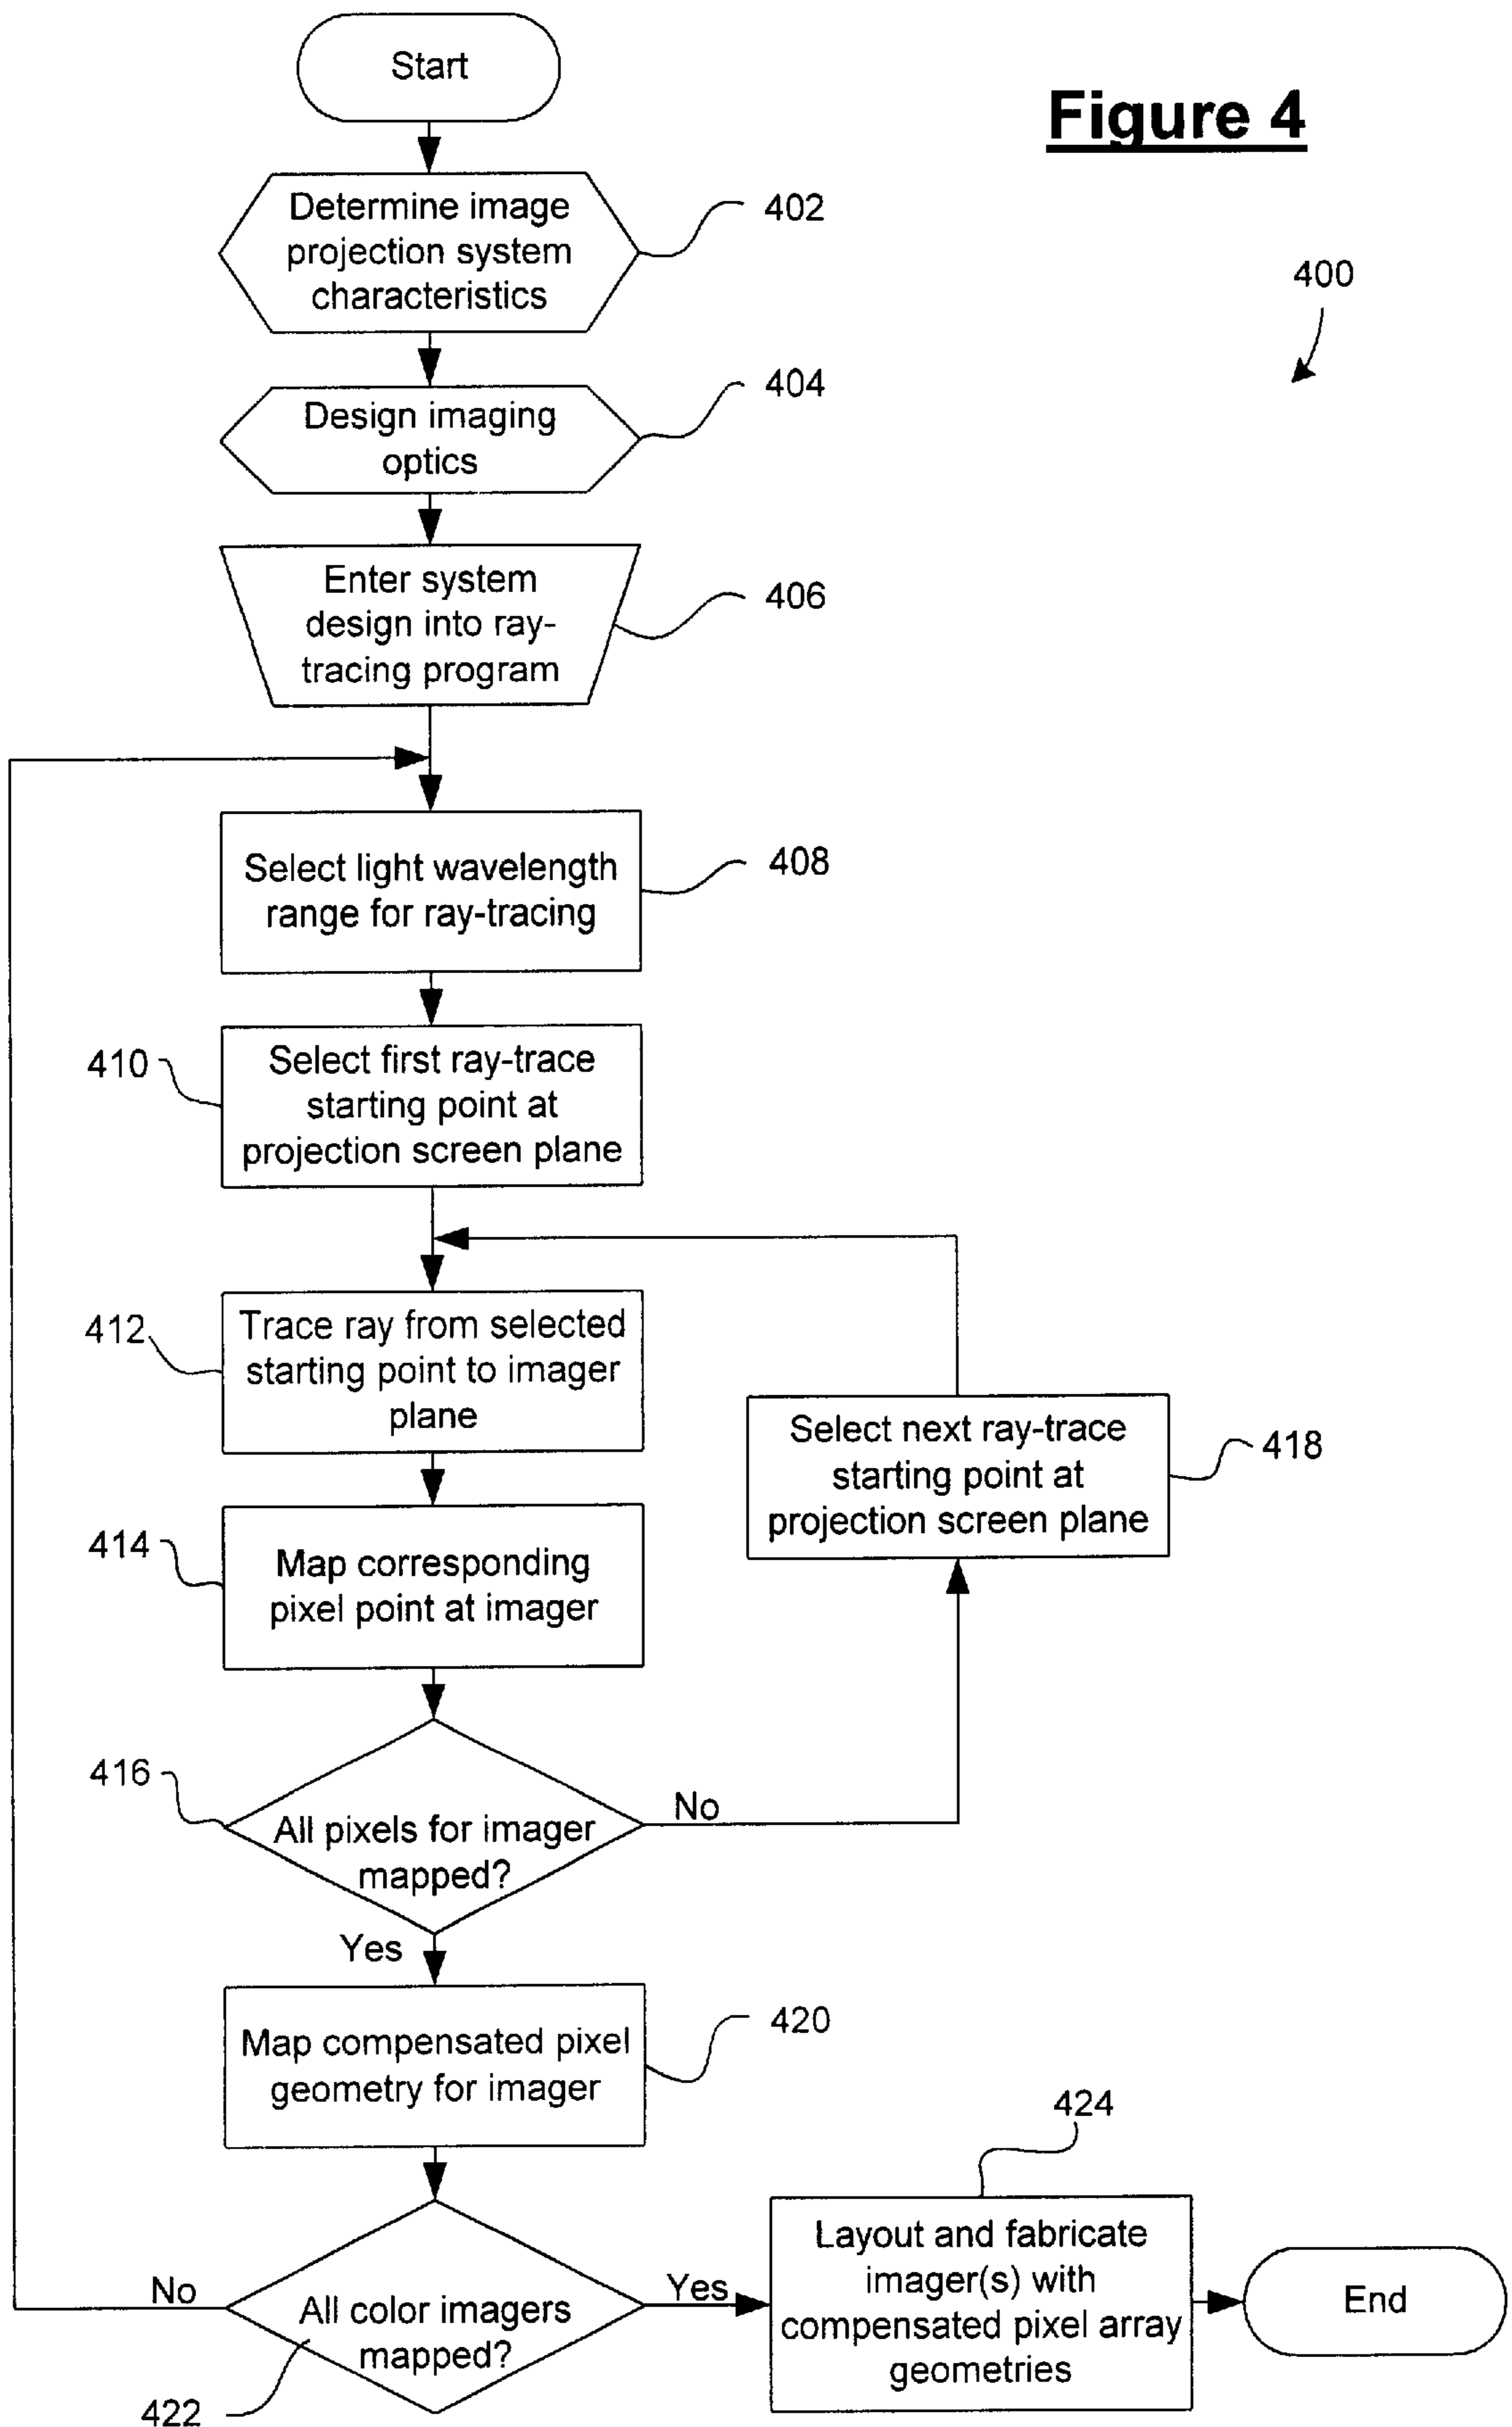 Start
Figure 4
Determine image
projection system
characteristics
402
400
Design imaging
optics
404
Enter system
design into ray-
tracing program
406
Select light wavelength
range for ray-tracing
408
410
Select first ray-trace
starting point at
projection screen plane
412
Trace ray from selected
starting point to imager
plane
Select next ray-trace
starting point at
projection screen plane
418
414
Map corresponding
pixel point at imager
416
All pixels for imager
mapped?
No
Yes
Map compensated pixel
geometry for imager
420
424
No
All color imagers
mapped?
Yes
422
Layout and fabricate
imager(s) with
compensated pixel array
geometries
End